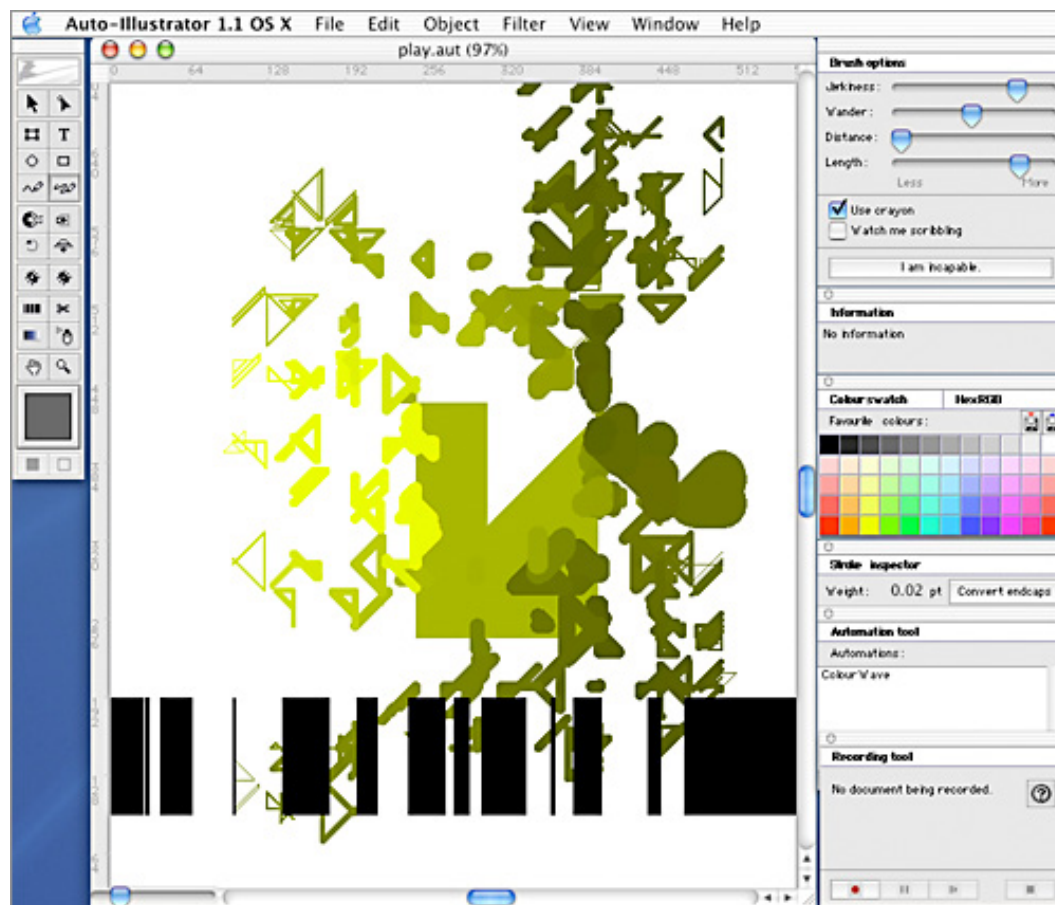 Auto-Illustrator 1.1 OS X File Edit Object Filter View Window Help
play.aut (97%)
0 64 128 192 256 320 384 448 512
T
Brush options
Jerkiness:
Wander:
Distance:
Length:
Less More
Use crayon
Watch me scribbling
I am incapable.
Information
No information
Colour swatch HexRGB
Favourite colours:
Stroke inspector
Weight: 0.02 pt Convert endcaps
Automation tool
Automations:
Colour Wave
Recording tool
No document being recorded. ?